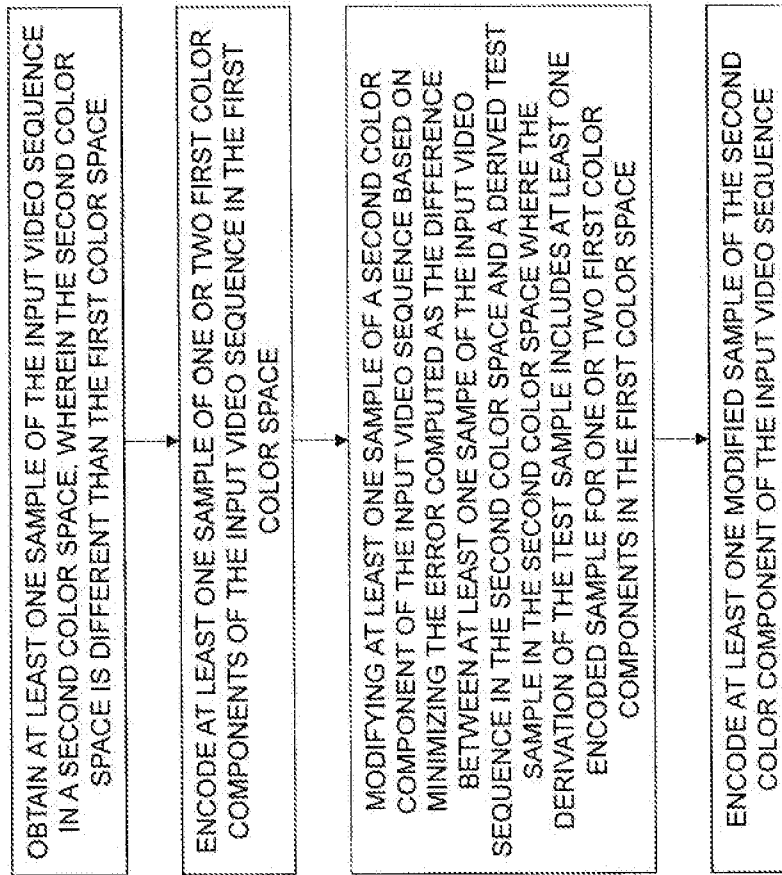 OBTAIN AT LEAST ONE SAMPLE OF THE INPUT VIDEO SEQUENCE
IN A SECOND COLOR SPACE, WHEREIN THE SECOND COLOR
SPACE IS DIFFERENT THAN THE FIRST COLOR SPACE
ENCODE AT LEAST ONE SAMPLE OF ONE OR TWO FIRST COLOR
COMPONENTS OF THE INPUT VIDEO SEQUENCE IN THE FIRST
COLOR SPACE
MODIFYING AT LEAST ONE SAMPLE OF A SECOND COLOR
COMPONENT OF THE INPUT VIDEO SEQUENCE BASED ON
MINIMIZING THE ERROR COMPUTED AS THE DIFFERENCE
BETWEEN AT LEAST ONE SAMPE OF THE INPUT VIDEO
SEQUENCE IN THE SECOND COLOR SPACE AND A DERIVED TEST
SAMPLE IN THE SECOND COLOR SPACE WHERE THE
DERIVATION OF THE TEST SAMPLE INCLUDES AT LEAST ONE
ENCODED SAMPLE FOR ONE OR TWO FIRST COLOR
COMPONENTS IN THE FIRST COLOR SPACE
ENCODE AT LEAST ONE MODIFIED SAMPLE OF THE SECOND
COLOR COMPONENT OF THE INPUT VIDEO SEQUENCE